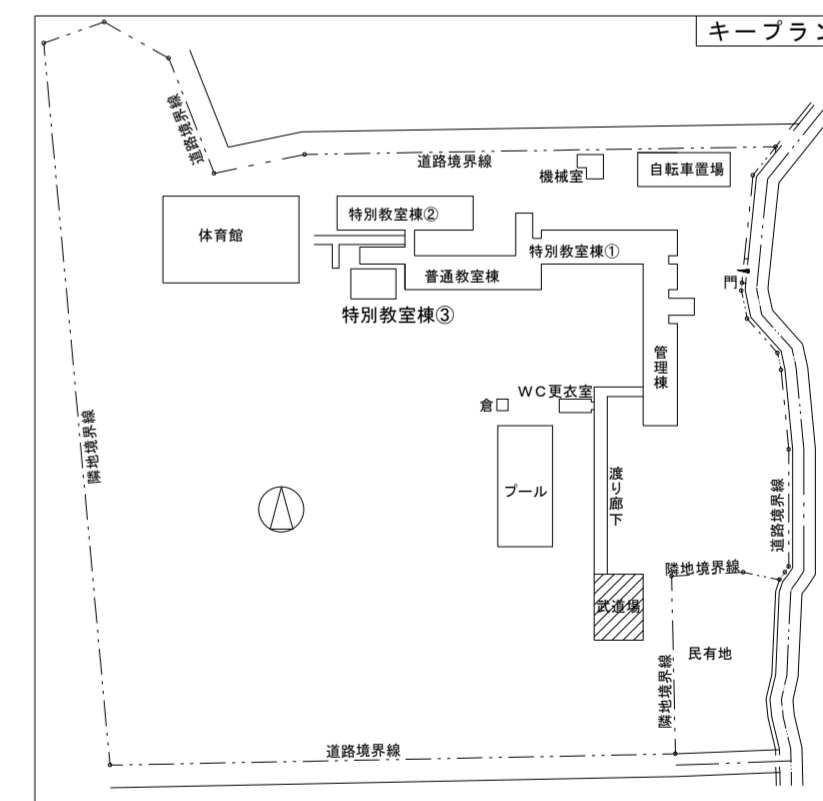 キープラン
道路境界線
道路境界線
機械室
自転車置場
体育館
特別教室棟②
特別教室棟①
普通教室棟
門
特別教室棟③
管理棟
WC更衣室
倉
隣地境界線
プール
渡り廊下
道路境界線
隣地境界線
武道場
民有地
隣地境界線
道路境界線